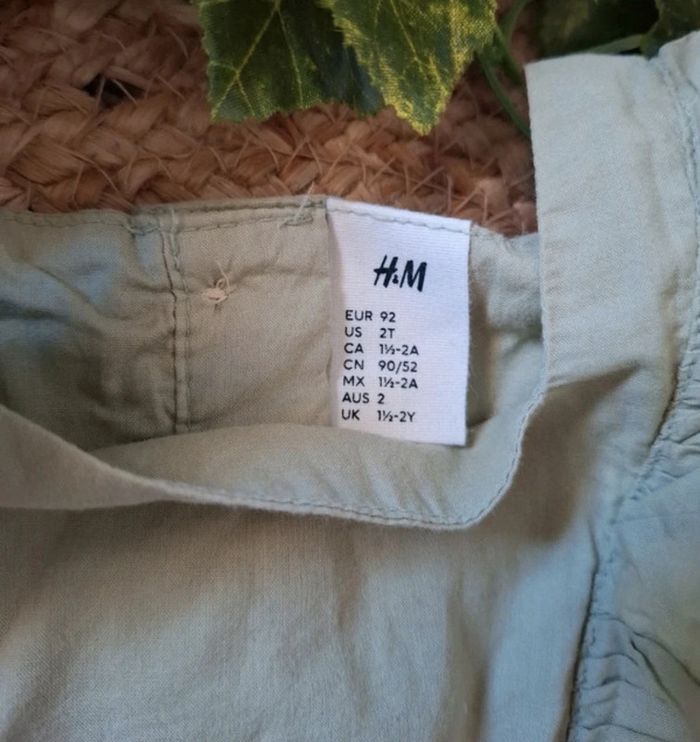 H&M
EUR 92
US 2T
CA 1½-2A
CN 90/52
MX 1½-2A
AUS 2
UK 1½-2Y